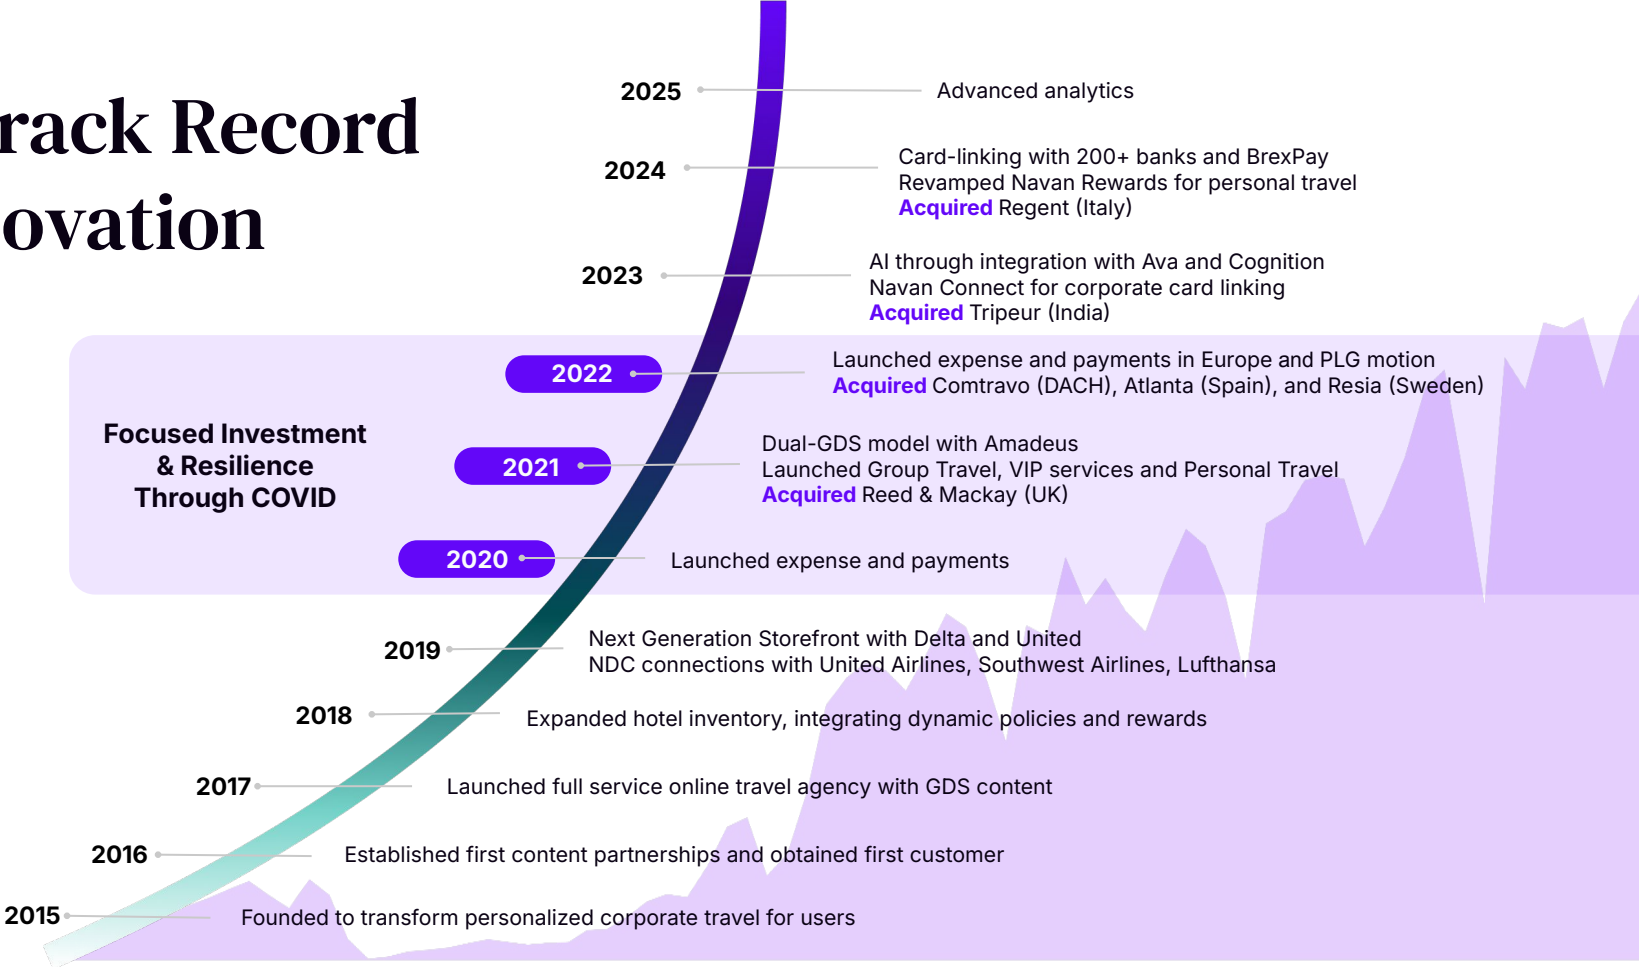 rack Record
ovation
2025
Advanced analytics
2024
Card-linking with 200+ banks and BrexPay
Revamped Navan Rewards for personal travel
Acquired Regent (Italy)
2023
AI through integration with Ava and Cognition
Navan Connect for corporate card linking
Acquired Tripeur (India)
Focused Investment
& Resilience
Through COVID
2022
Launched expense and payments in Europe and PLG motion
Acquired Comtravo (DACH), Atlanta (Spain), and Resia (Sweden)
2021
Dual-GDS model with Amadeus
Launched Group Travel, VIP services and Personal Travel
Acquired Reed & Mackay (UK)
2020
Launched expense and payments
2019
Next Generation Storefront with Delta and United
NDC connections with United Airlines, Southwest Airlines, Lufthansa
2018
Expanded hotel inventory, integrating dynamic policies and rewards
2017
Launched full service online travel agency with GDS content
2016
Established first content partnerships and obtained first customer
2015
Founded to transform personalized corporate travel for users